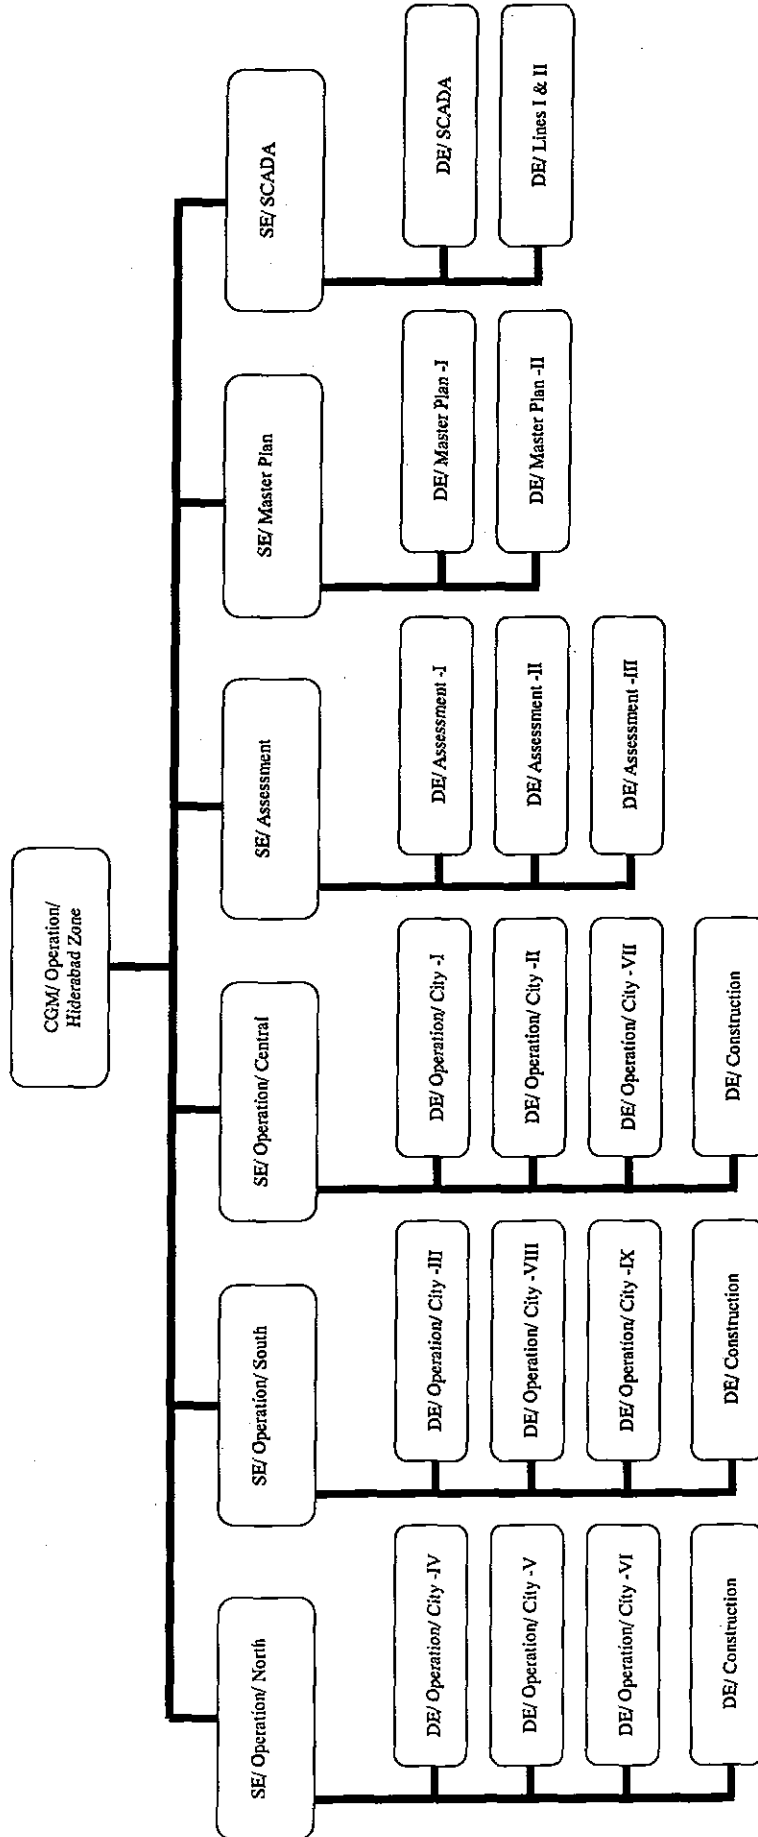 CGM/ Operation/
Hiderabad Zone
SE/ Operation/ North
SE/ Operation/ South
SE/ Operation/ Central
SE/ Assessment
SE/ Master Plan
SE/ SCADA
DE/ Operation/ City -IV
DE/ Operation/ City -V
DE/ Operation/ City -VI
DE/ Construction
DE/ Operation/ City -III
DE/ Operation/ City -VIII
DE/ Operation/ City -IX
DE/ Construction
DE/ Operation/ City -I
DE/ Operation/ City -II
DE/ Operation/ City -VII
DE/ Construction
DE/ Assessment -I
DE/ Assessment -II
DE/ Assessment -III
DE/ Master Plan -I
DE/ Master Plan -II
DE/ SCADA
DE/ Lines I & II